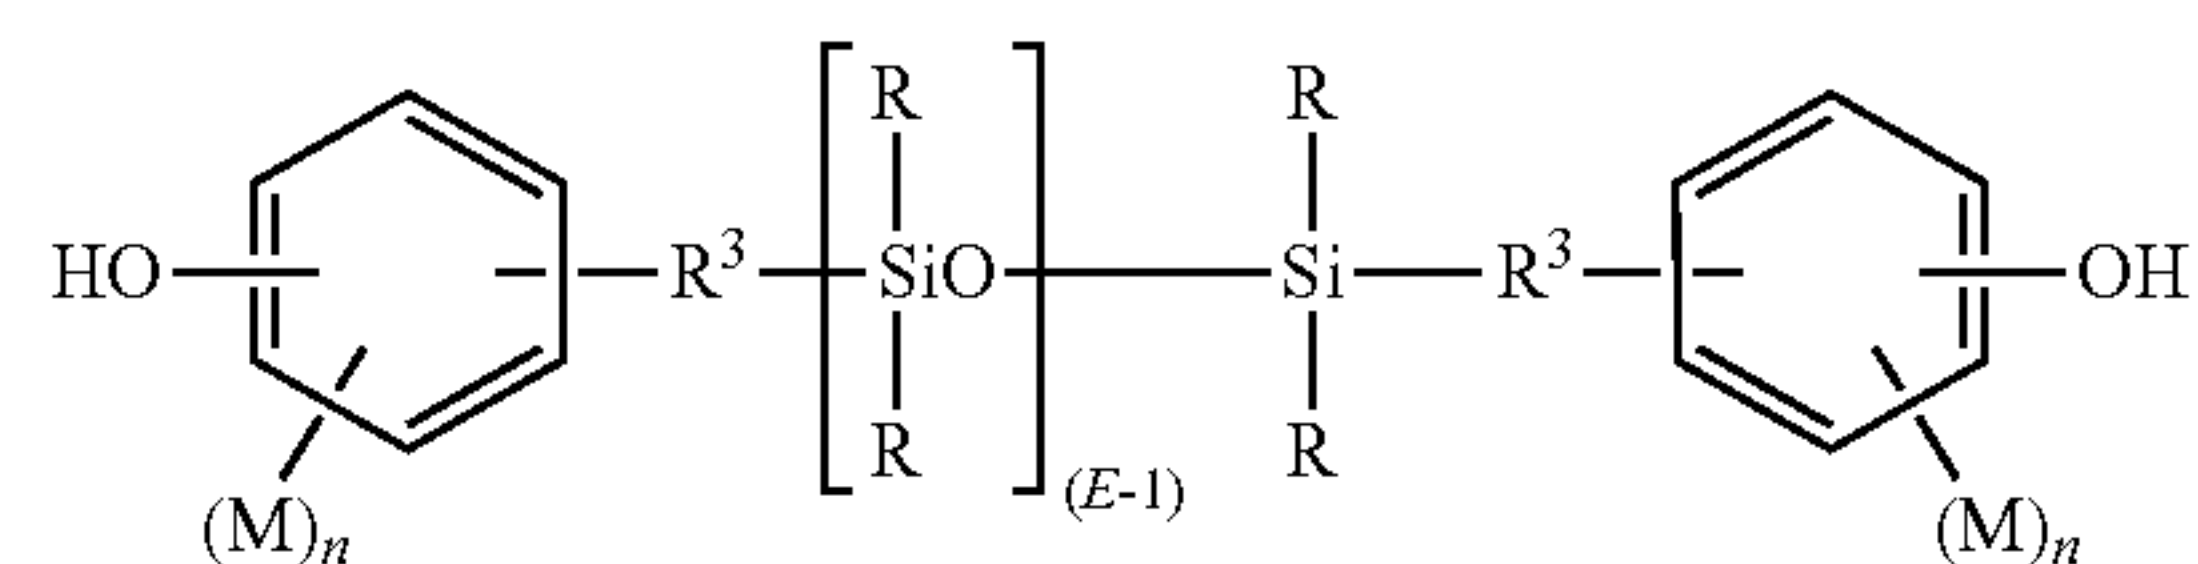 R R
HO R³ SiO Si R³ OH
R R
(E-1)
(M)n (M)n